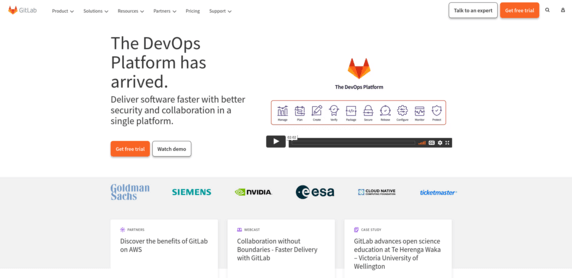 GitLab
Product Solutions Resources Partners Pricing Support
Talk to an expert
Get free trial
The DevOps
Platform has
arrived.
Deliver software faster with better
security and collaboration in a
single platform.
Get free trial
Watch demo
The DevOps Platform
Manage Plan Create Verify Package Secure Release Configure Monitor Protect
Goldman
Sachs
SIEMENS
NVIDIA
esa
CLOUD NATIVE
COMPUTING FOUNDATION
ticketmaster
PARTNERS
Discover the benefits of GitLab
on AWS
WEBCAST
Collaboration without
Boundaries - Faster Delivery
with GitLab
CASE STUDY
GitLab advances open science
education at Te Herenga Waka
– Victoria University of
Wellington